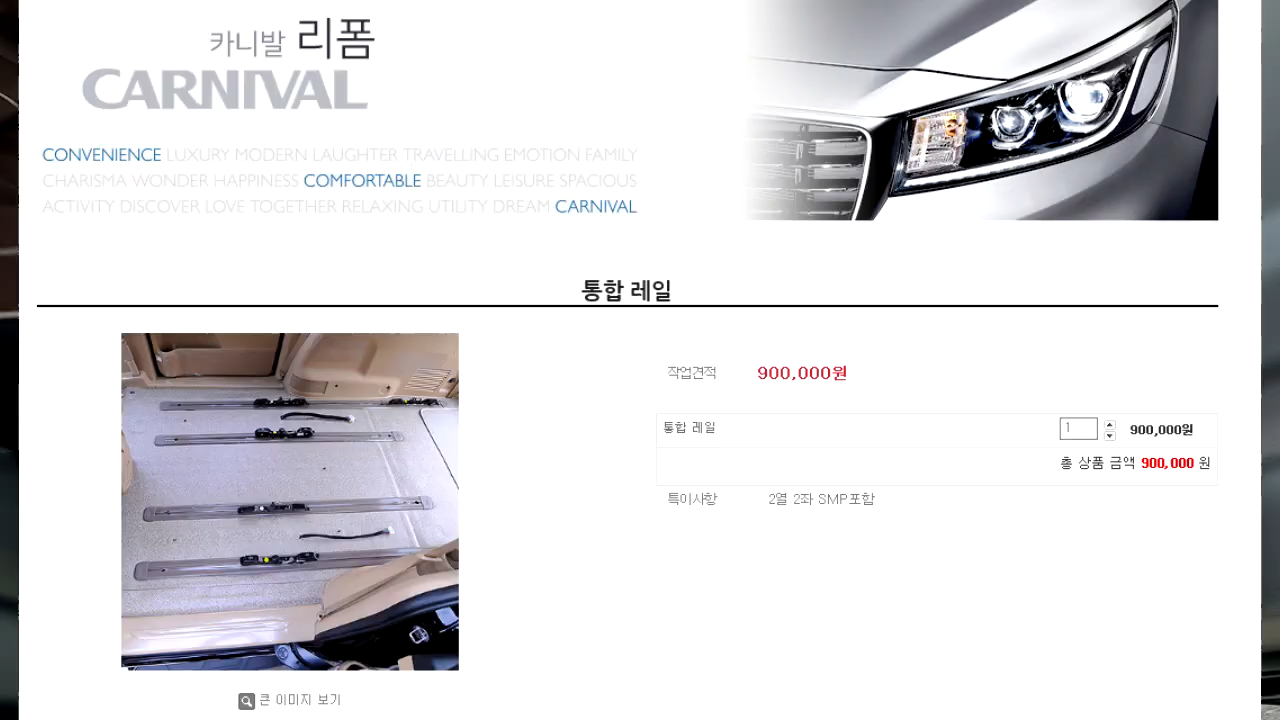 카니발 리폼
CARNIVAL
CONVENIENCE LUXURY MODERN LAUGHTER TRAVELLING EMOTION FAMILY
CHARISMA WONDER HAPPINESS COMFORTABLE BEAUTY LEISURE SPACIOUS
ACTIVITY DISCOVER LOVE TOGETHER RELAXING UTILITY DREAM CARNIVAL
통합 레일
작업견적 900,000원
통합 레일 1 900,000원
총 상품 금액 900,000 원
특이사항 2열 2좌 SMP포함
큰 이미지 보기